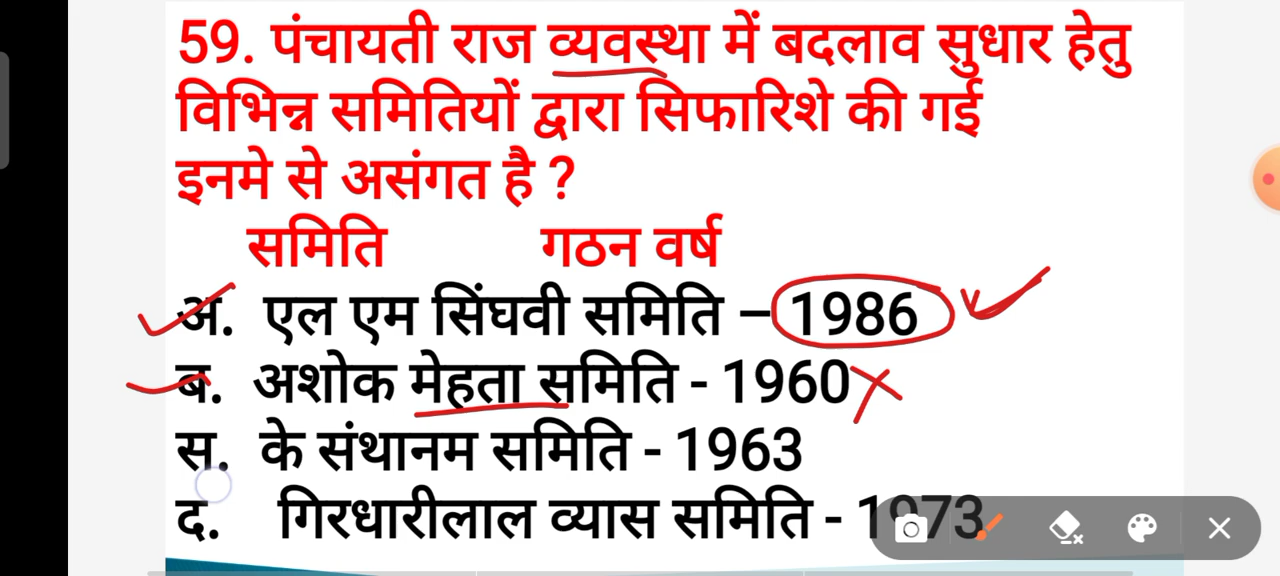 59. पंचायती राज व्यवस्था में बदलाव सुधार हेतु
विभिन्न समितियों द्वारा सिफारिशे की गई
इनमे से असंगत है ?
समिति गठन वर्ष
अ. एल एम सिंघवी समिति – 1986
ब. अशोक मेहता समिति - 1960
स. के संथानम समिति - 1963
द. गिरधारीलाल व्यास समिति - 1973